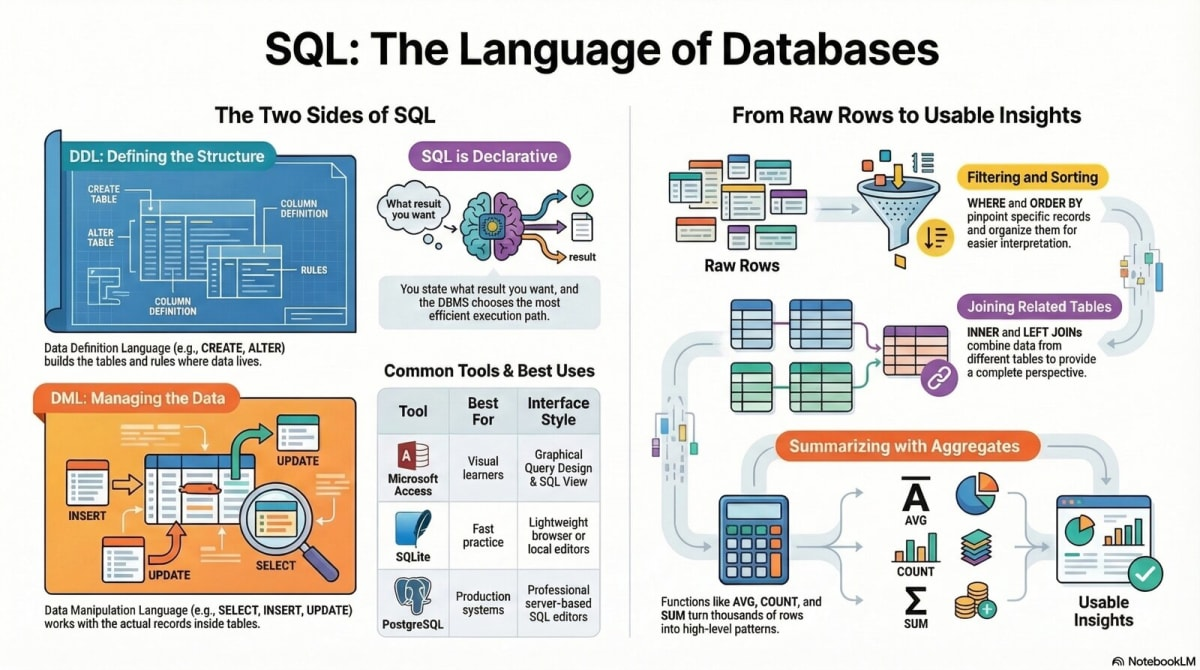 SQL: The Language of Databases
The Two Sides of SQL
DDL: Defining the Structure
CREATE
TABLE
ALTER
TABLE
COLUMN
DEFINITION
RULES
COLUMN
DEFINITION
Data Definition Language (e.g., CREATE, ALTER)
builds the tables and rules where data lives.
DML: Managing the Data
INSERT
UPDATE
UPDATE
SELECT
Data Manipulation Language (e.g., SELECT, INSERT, UPDATE)
works with the actual records inside tables.
SQL is Declarative
What result
you want
result
You state what result you want, and
the DBMS chooses the most
efficient execution path.
Common Tools & Best Uses
Tool
Best
For
Interface
Style
A
Microsoft
Access
Visual
learners
Graphical
Query Design
& SQL View
SQLite
Fast
practice
Lightweight
browser or
local editors
PostgreSQL
Production
systems
Professional
server-based
SQL editors
From Raw Rows to Usable Insights
Raw Rows
Filtering and Sorting
WHERE and ORDER BY
pinpoint specific records
and organize them for
easier interpretation.
Joining Related Tables
INNER and LEFT JOINs
combine data from
different tables to provide
a complete perspective.
Summarizing with Aggregates
A
AVG
COUNT
Σ
SUM
Functions like AVG, COUNT, and
SUM turn thousands of rows
into high-level patterns.
Usable
Insights
NotebookLM